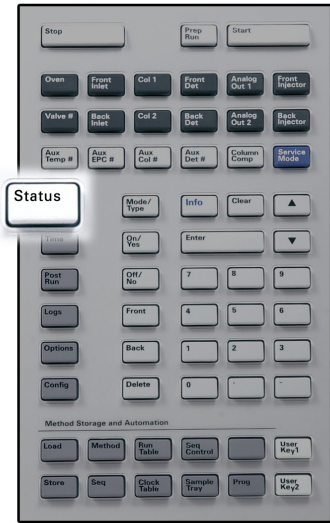 Stop Prep Run Start
Oven Front Inlet Col 1 Front Det Analog Out 1 Front Injector
Valve # Back Inlet Col 2 Back Det Analog Out 2 Back Injector
Aux Temp # Aux EPC # Aux Col # Aux Det # Column Comp Service Mode
Status Mode/ Type Info Clear
Time On/ Yes Enter
Post Run Off/ No 7 8 9
Logs Front 4 5 6
Options Back 1 2 3
Config Delete 0 . -
Method Storage and Automation
Load Method Run Table Seq Control User Key1
Store Seq Clock Table Sample Tray Prog User Key2